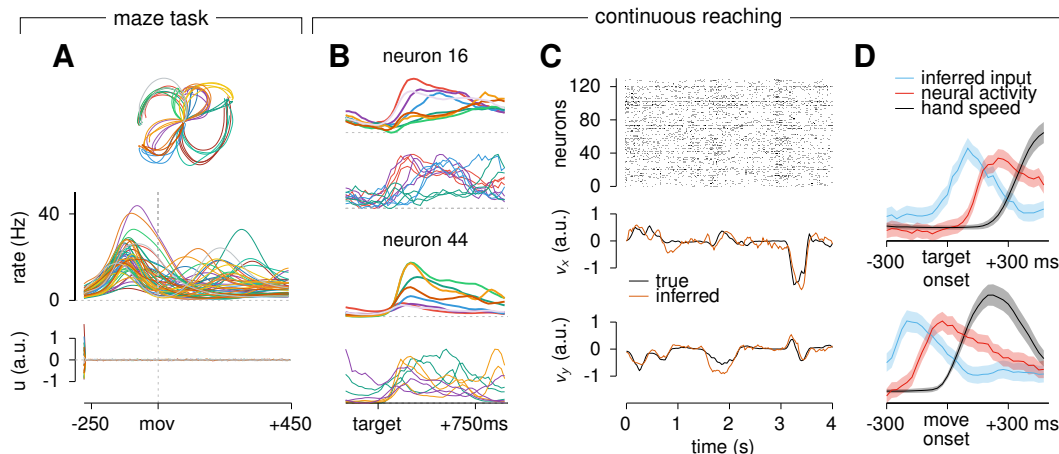 maze task
continuous reaching
A
rate (Hz)
40
0
u (a.u.)
1
0
-1
-250
mov
+450
B
neuron 16
neuron 44
target
+750ms
C
neurons
120
80
40
0
vx (a.u.)
1
0
-1
true
inferred
vy (a.u.)
1
0
-1
0
1
2
3
4
time (s)
D
inferred input
neural activity
hand speed
-300
target
onset
+300 ms
-300
move
onset
+300 ms